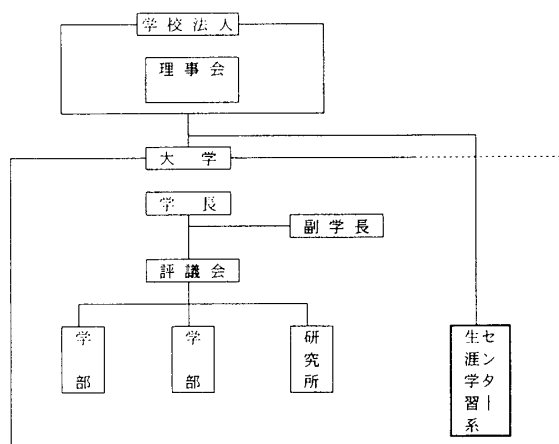 学校法人
理事会
大学
学長
副学長
評議会
学部
学部
研究所
生涯学習系
センター